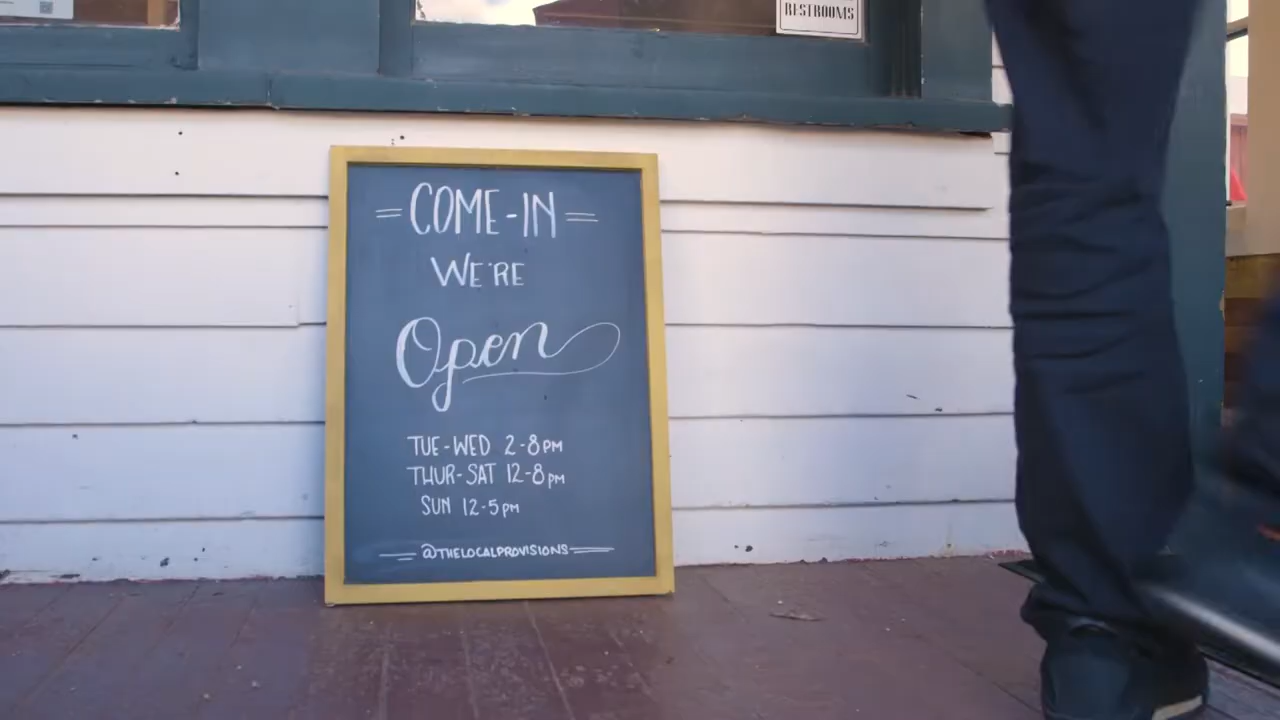 RESTROOMS
=COME-IN=
WE'RE
Open
TUE-WED 2-8PM
THUR-SAT 12-8PM
SUN 12-5PM
@THELOCALPROVISIONS